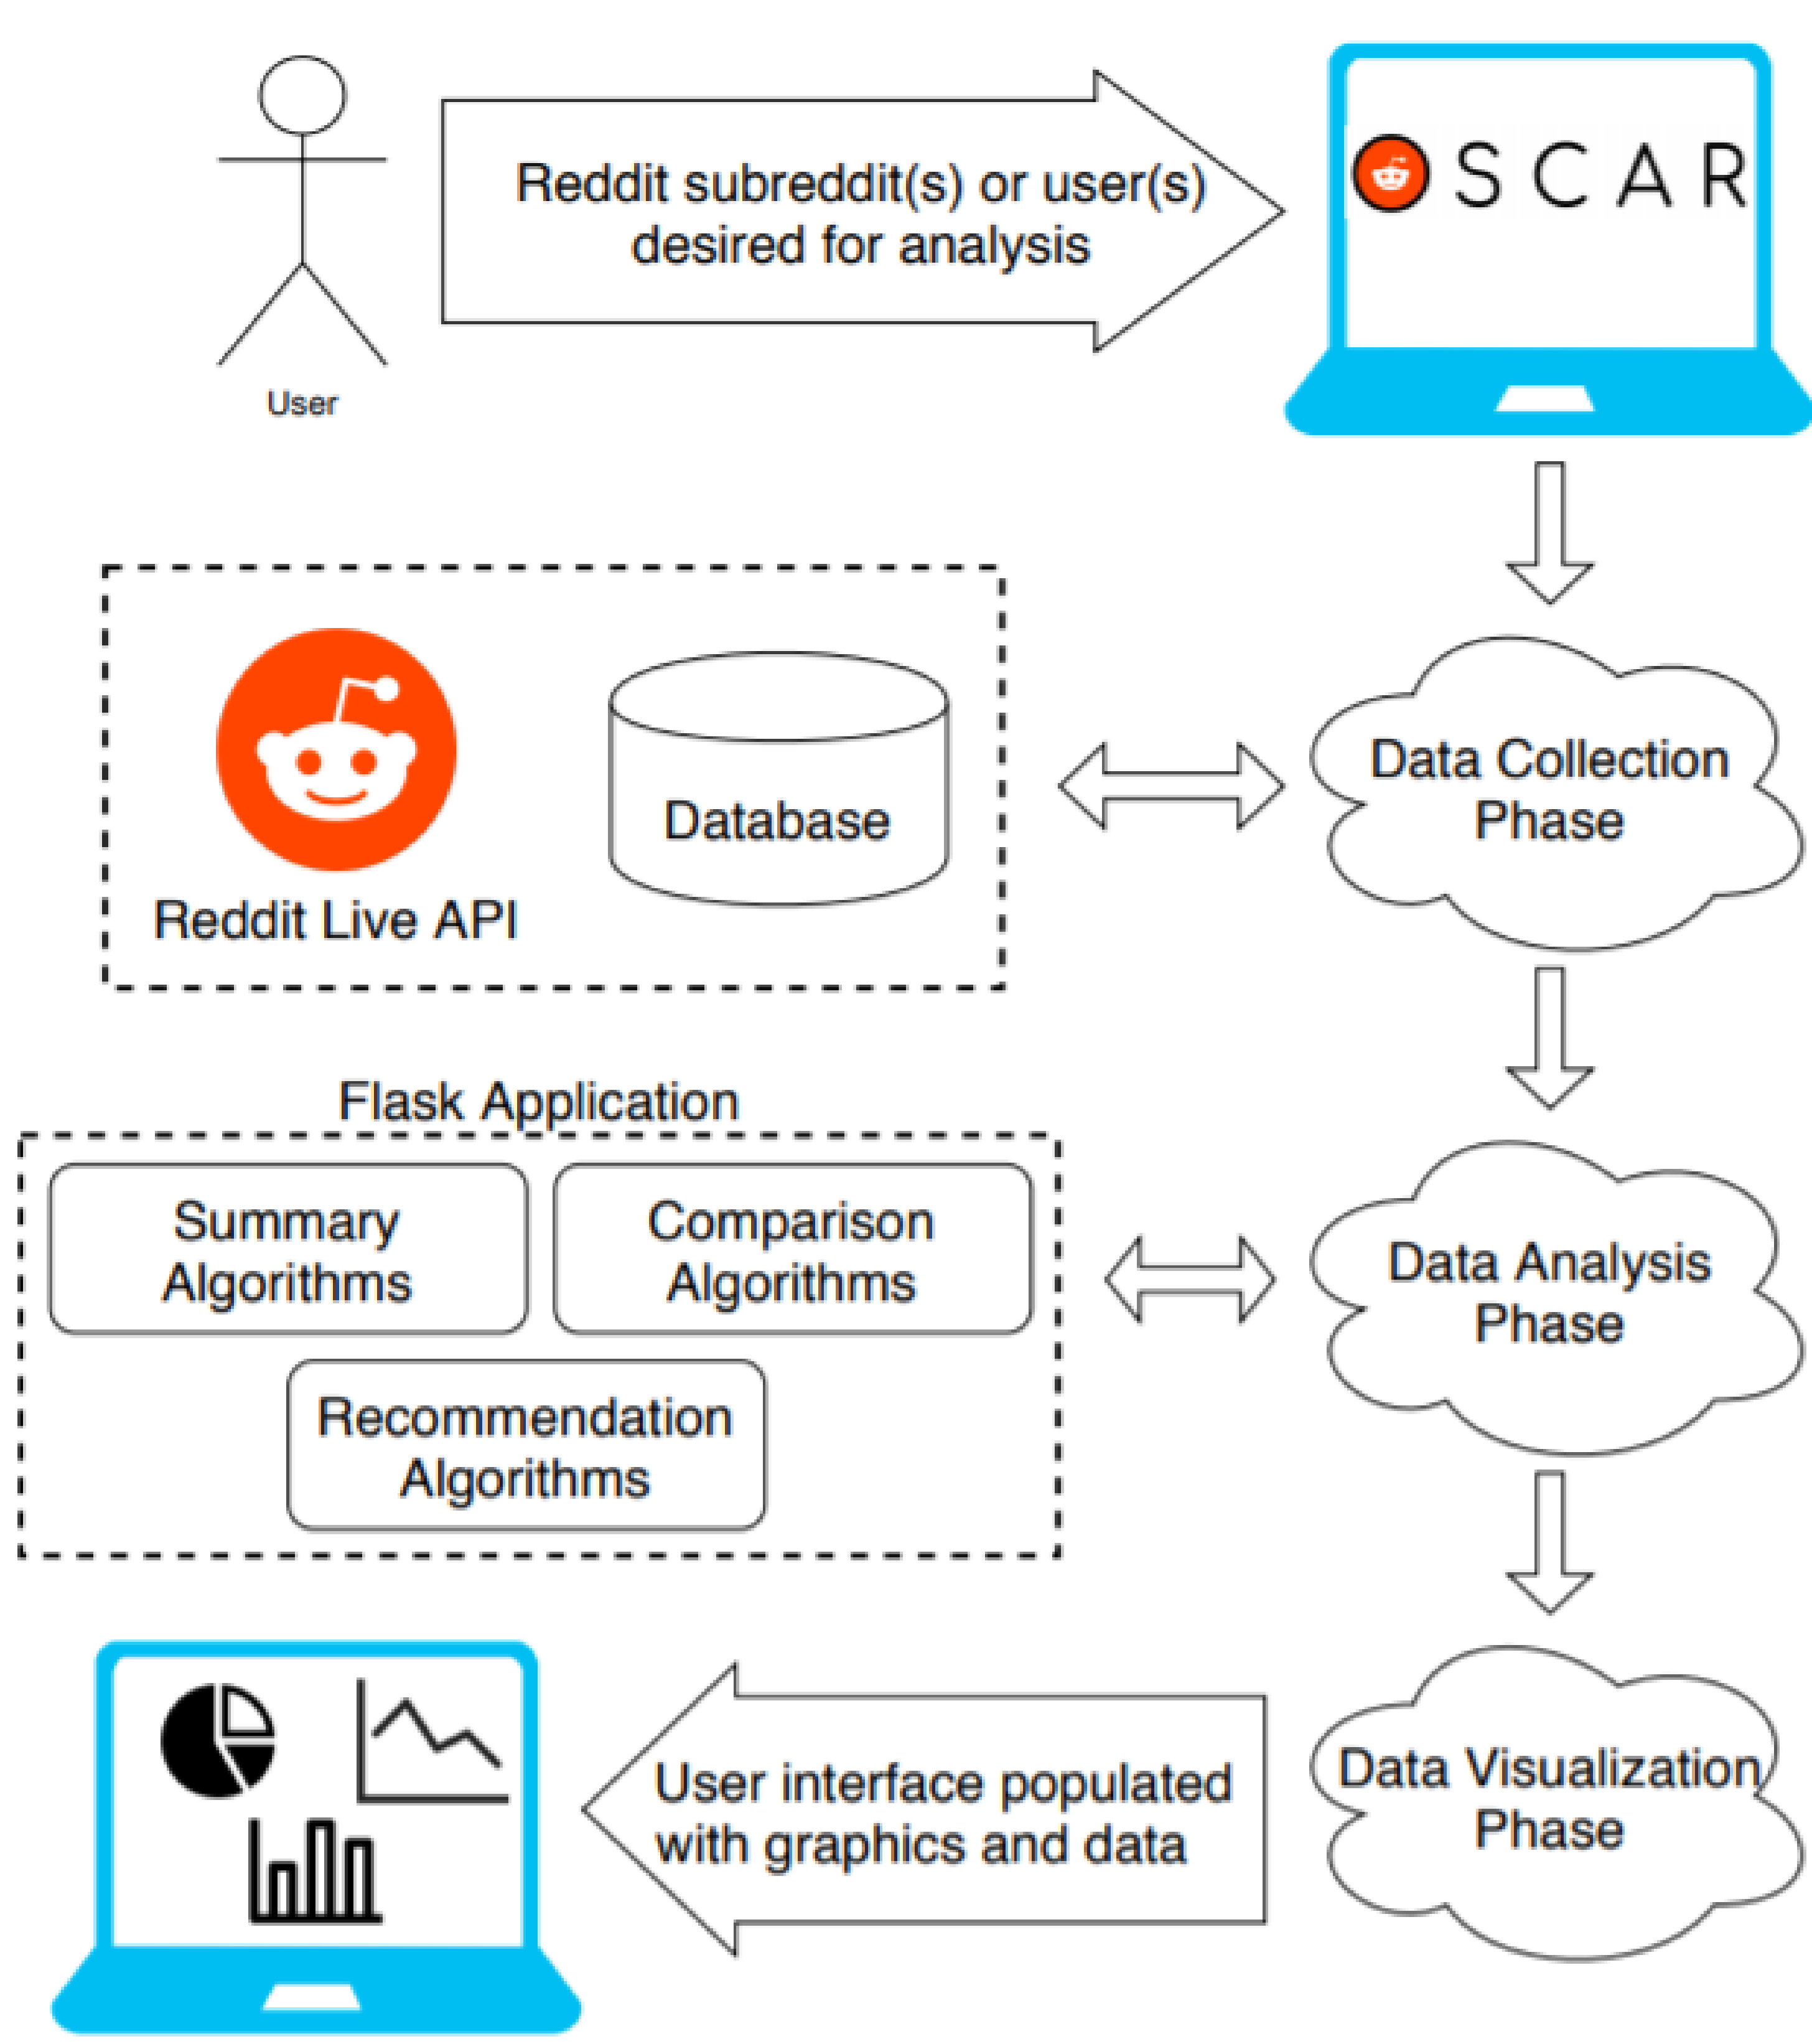 Reddit subreddit(s) or user(s)
desired for analysis
SCAR
User
Data Collection
Phase
Database
Reddit Live API
Flask Application
Summary
Algorithms
Comparison
Algorithms
Data Analysis
Phase
Recommendation
Algorithms
User interface populated
with graphics and data
Data Visualization
Phase